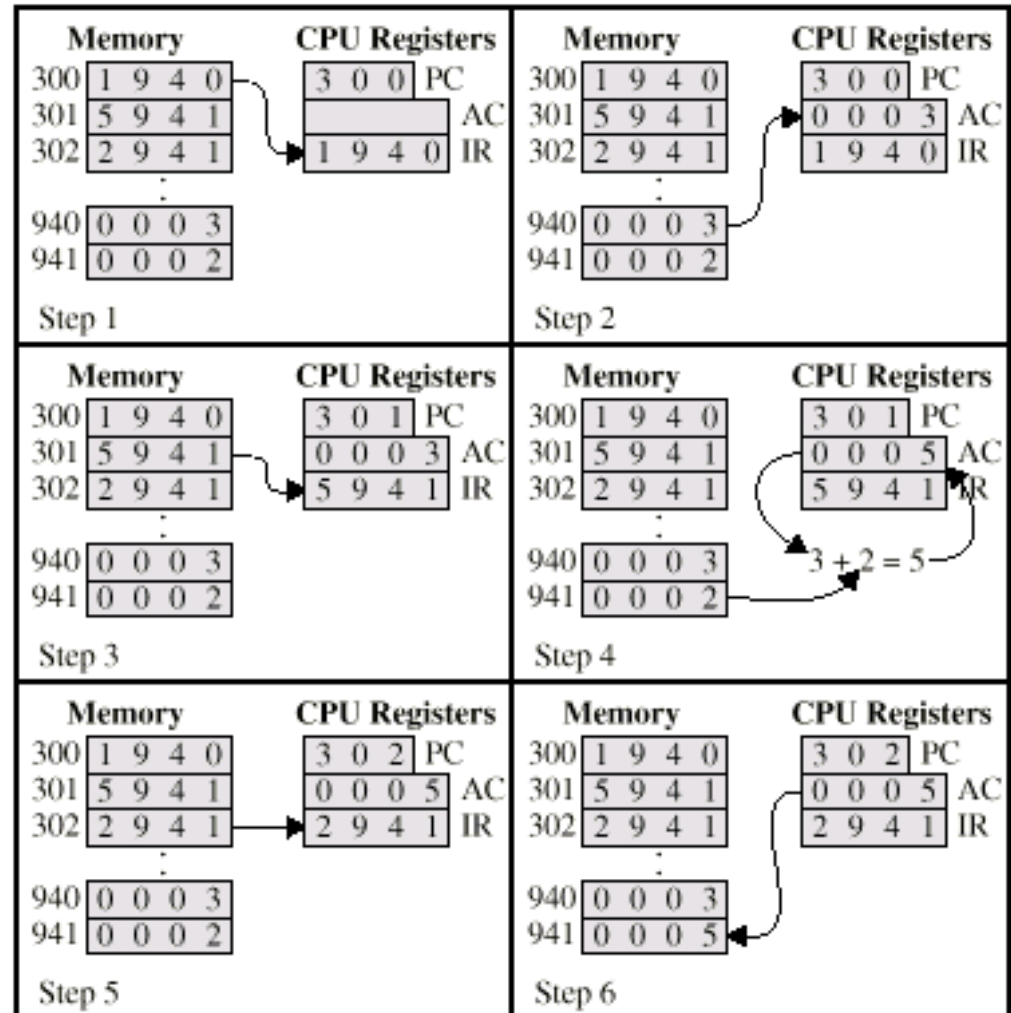 Memory CPU Registers
300 1 9 4 0 3 0 0 PC
301 5 9 4 1 AC
302 2 9 4 1 1 9 4 0 IR
940 0 0 0 3
941 0 0 0 2
Step 1
Memory CPU Registers
300 1 9 4 0 3 0 0 PC
301 5 9 4 1 0 0 0 3 AC
302 2 9 4 1 1 9 4 0 IR
940 0 0 0 3
941 0 0 0 2
Step 2
Memory CPU Registers
300 1 9 4 0 3 0 1 PC
301 5 9 4 1 0 0 0 3 AC
302 2 9 4 1 5 9 4 1 IR
940 0 0 0 3
941 0 0 0 2
Step 3
Memory CPU Registers
300 1 9 4 0 3 0 1 PC
301 5 9 4 1 0 0 0 5 AC
302 2 9 4 1 5 9 4 1 IR
940 0 0 0 3 3 + 2 = 5
941 0 0 0 2
Step 4
Memory CPU Registers
300 1 9 4 0 3 0 2 PC
301 5 9 4 1 0 0 0 5 AC
302 2 9 4 1 2 9 4 1 IR
940 0 0 0 3
941 0 0 0 2
Step 5
Memory CPU Registers
300 1 9 4 0 3 0 2 PC
301 5 9 4 1 0 0 0 5 AC
302 2 9 4 1 2 9 4 1 IR
940 0 0 0 3
941 0 0 0 5
Step 6